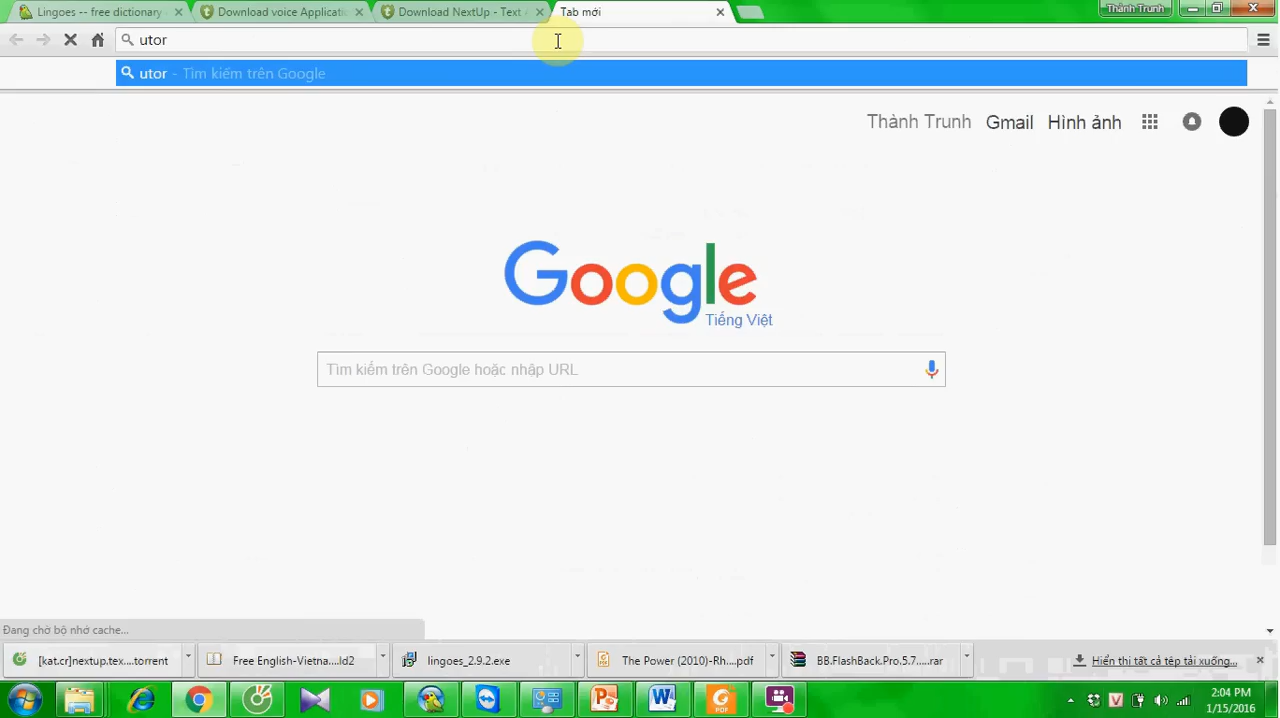 Lingoes -- free dictionary
Download voice Applicatic
Download NextUp - Text
Tab mới
Thành Trunh
utor
utor - Tìm kiếm trên Google
Thành Trunh
Gmail
Hình ảnh
Google
Tiếng Việt
Tìm kiếm trên Google hoặc nhập URL
Đang chờ bộ nhớ cache...
[kat.cr]nextup.tex....torrent
Free English-Vietna....ld2
lingoes_2.9.2.exe
The Power (2010)-Rh....pdf
BB.FlashBack.Pro.5.7....rar
Hiển thị tất cả tệp tải xuống...
PDF
2:04 PM
1/15/2016